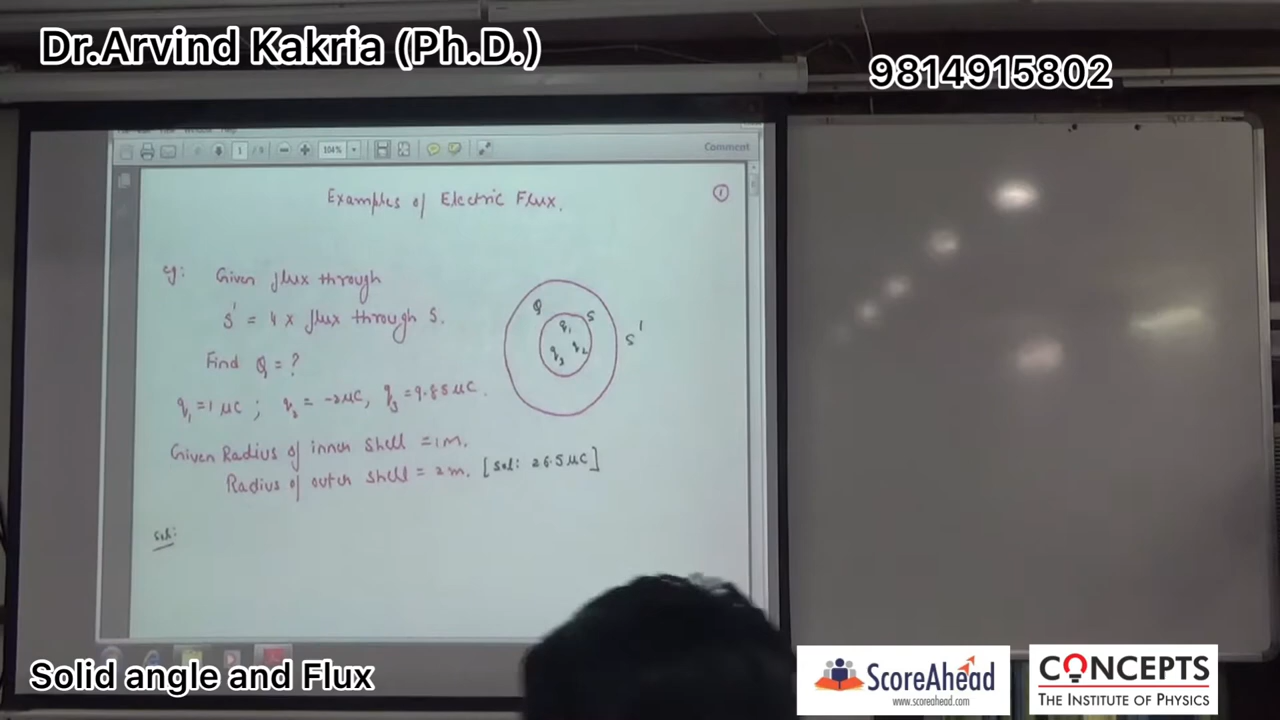 Dr.Arvind Kakria (Ph.D.)
9814915802
1
104%
Comment
Examples of Electric Flux.
1
eg: Given flux through
S' = 4 x flux through S.
Find Q = ?
q1 = 1 μC ; q2 = -2μC, q3 = 9.85 μC.
Given Radius of inner shell = 1m.
Radius of outer shell = 2m. [Sol: 26.5 μC]
Q
S
q1
q3 q2
S'
Sol:
Solid angle and Flux
ScoreAhead
www.scoreahead.com
CONCEPTS
THE INSTITUTE OF PHYSICS